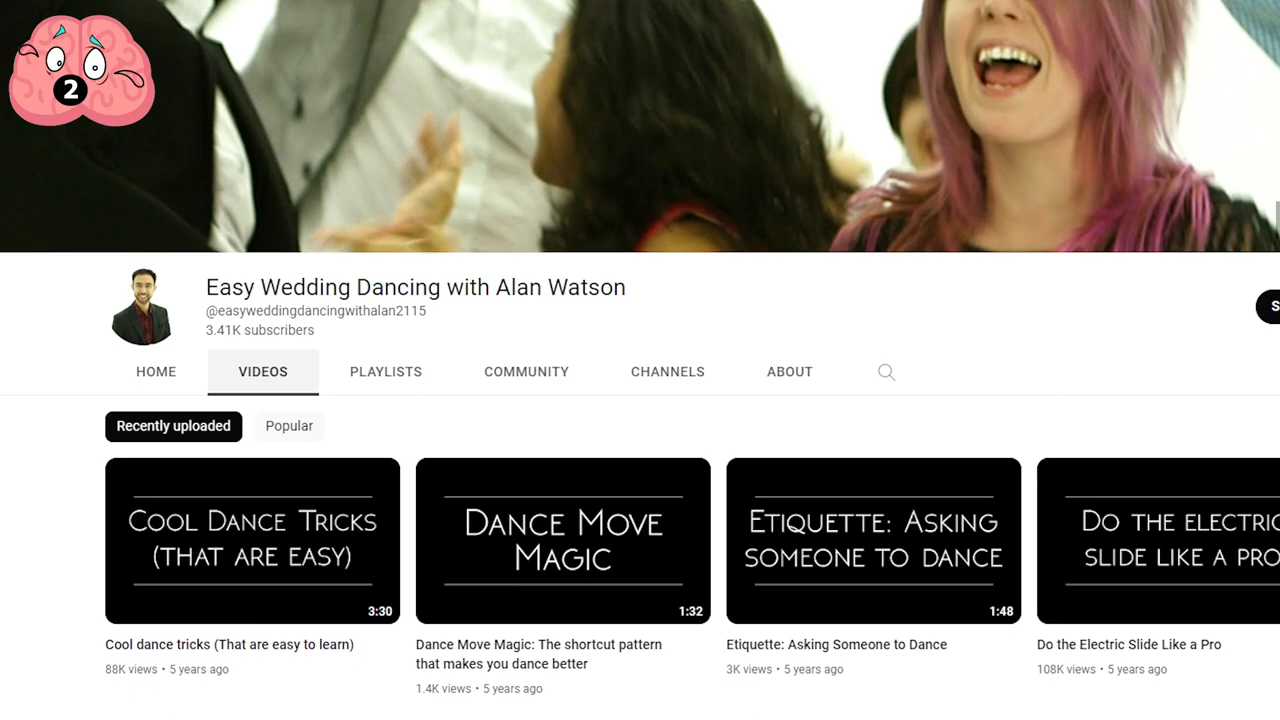 2
Easy Wedding Dancing with Alan Watson
@easyweddingdancingwithalan2115
3.41K subscribers
S
HOME VIDEOS PLAYLISTS COMMUNITY CHANNELS ABOUT
Recently uploaded Popular
COOL DANCE TRICKS
(THAT ARE EASY)
3:30
DANCE MOVE
MAGIC
1:32
ETIQUETTE: ASKING
SOMEONE TO DANCE
1:48
DO THE ELECTRIC
SLIDE LIKE A PRO
Cool dance tricks (That are easy to learn)
88K views • 5 years ago
Dance Move Magic: The shortcut pattern
that makes you dance better
1.4K views • 5 years ago
Etiquette: Asking Someone to Dance
3K views • 5 years ago
Do the Electric Slide Like a Pro
108K views • 5 years ago